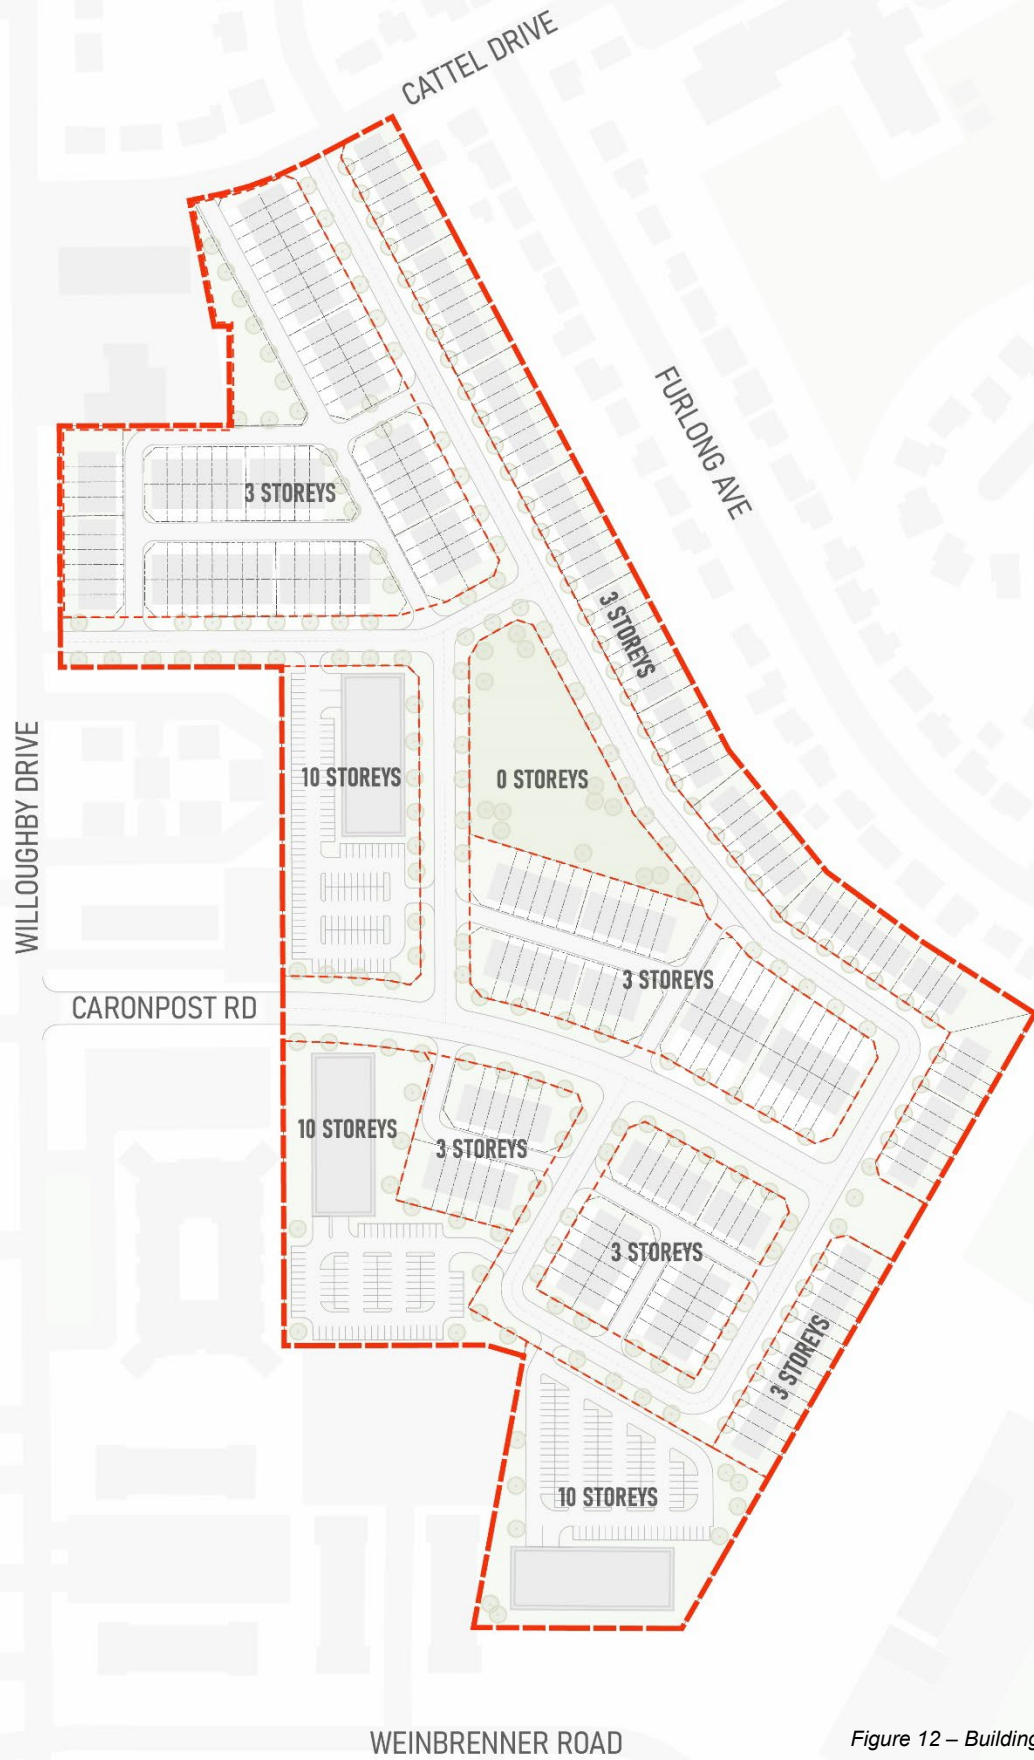 CATTEL DRIVE
FURLONG AVE
3 STOREYS
3 STOREYS
WILLOUGHBY DRIVE
10 STOREYS
0 STOREYS
3 STOREYS
CARONPOST RD
10 STOREYS
3 STOREYS
3 STOREYS
3 STOREYS
10 STOREYS
WEINBRENNER ROAD
Figure 12 – Building